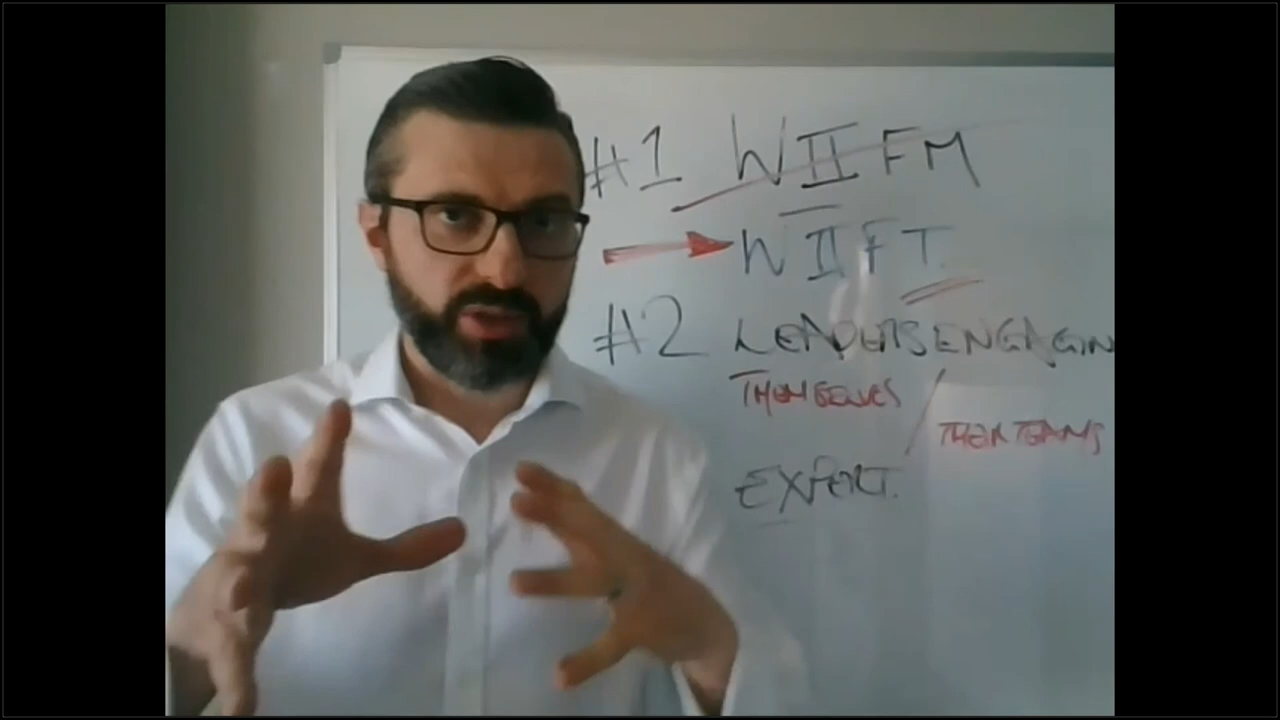 #1 WIIFM
WIIFT.
#2 LEADERS ENGAGIN
THEMSELVES / THEIR TEAMS
EXPERT.